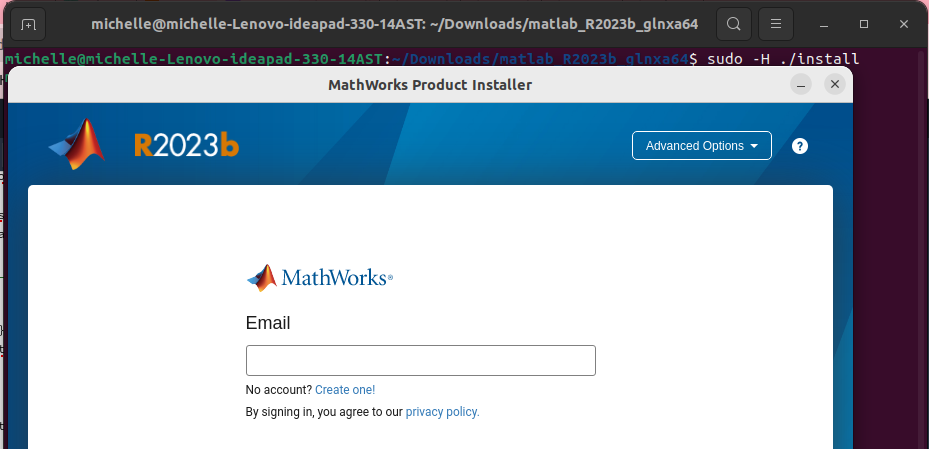 michelle@michelle-Lenovo-ideapad-330-14AST: ~/Downloads/matlab_R2023b_glnxa64
michelle@michelle-Lenovo-ideapad-330-14AST:~/Downloads/matlab_R2023b_glnxa64$ sudo -H ./install
MathWorks Product Installer
R2023b
Advanced Options
?
MathWorks®
Email
No account? Create one!
By signing in, you agree to our privacy policy.